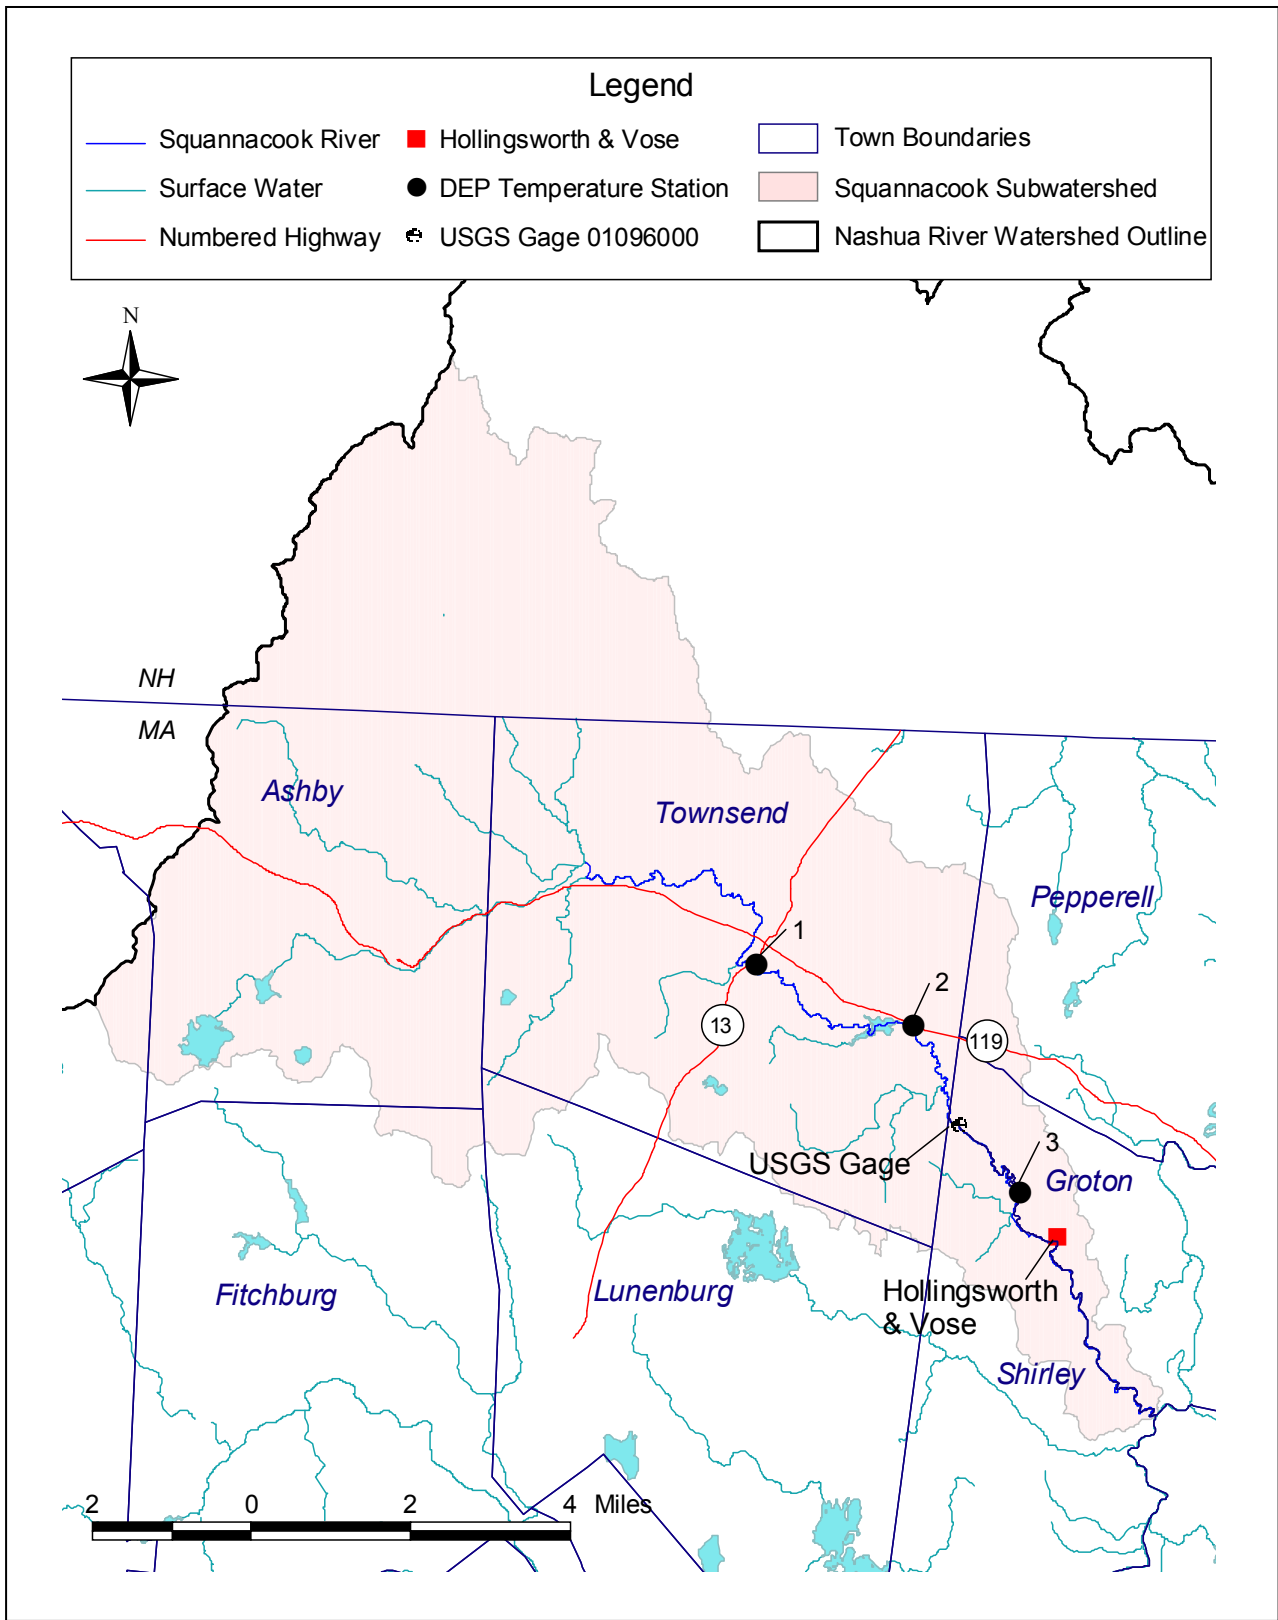 Legend
Squannacook River
Hollingsworth & Vose
Town Boundaries
Surface Water
DEP Temperature Station
Squannacook Subwatershed
Numbered Highway
USGS Gage 01096000
Nashua River Watershed Outline
N
NH
MA
Ashby
Townsend
Pepperell
1
2
13
119
3
USGS Gage
Groton
Hollingsworth
& Vose
Fitchburg
Lunenburg
Shirley
2 0 2 4 Miles